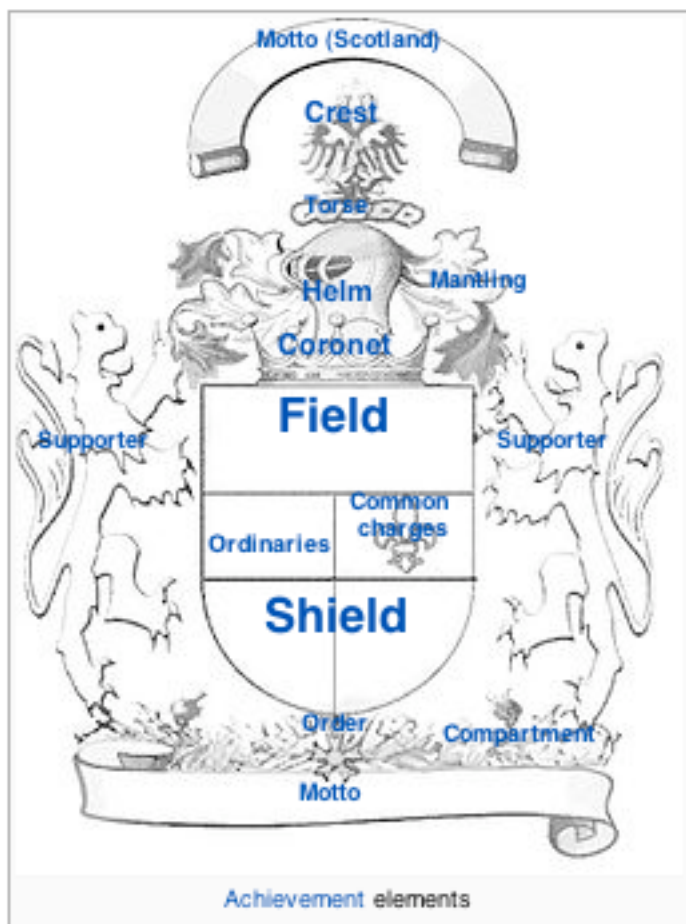 Motto (Scotland)
Crest
Torse
Mantling
Helm
Coronet
Field
Supporter
Supporter
Common
charges
Ordinaries
Shield
Order
Compartment
Motto
Achievement elements